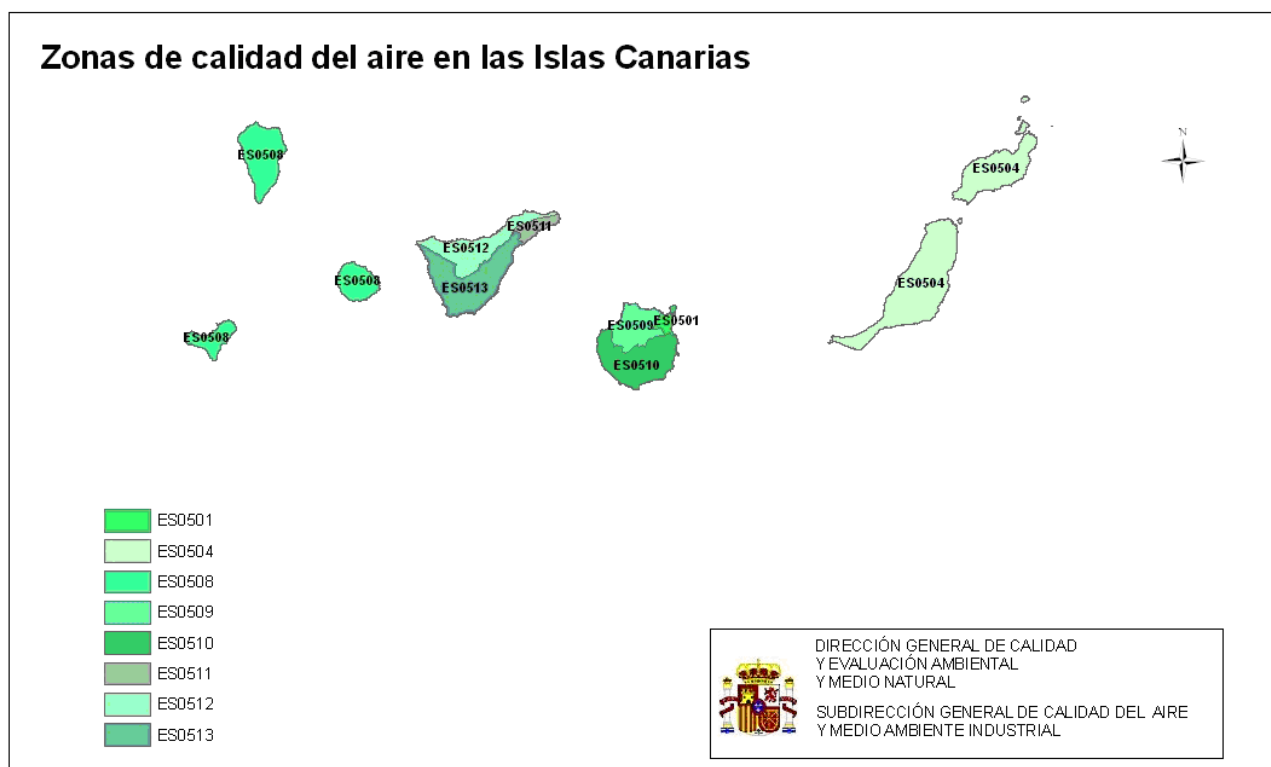 Zonas de calidad del aire en las Islas Canarias
N
ES0508
ES0504
ES0511
ES0512
ES0508
ES0513
ES0504
ES0509
ES0501
ES0508
ES0510
ES0501
ES0504
ES0508
ES0509
ES0510
ES0511
ES0512
ES0513
DIRECCIÓN GENERAL DE CALIDAD
Y EVALUACIÓN AMBIENTAL
Y MEDIO NATURAL
SUBDIRECCIÓN GENERAL DE CALIDAD DEL AIRE
Y MEDIO AMBIENTE INDUSTRIAL